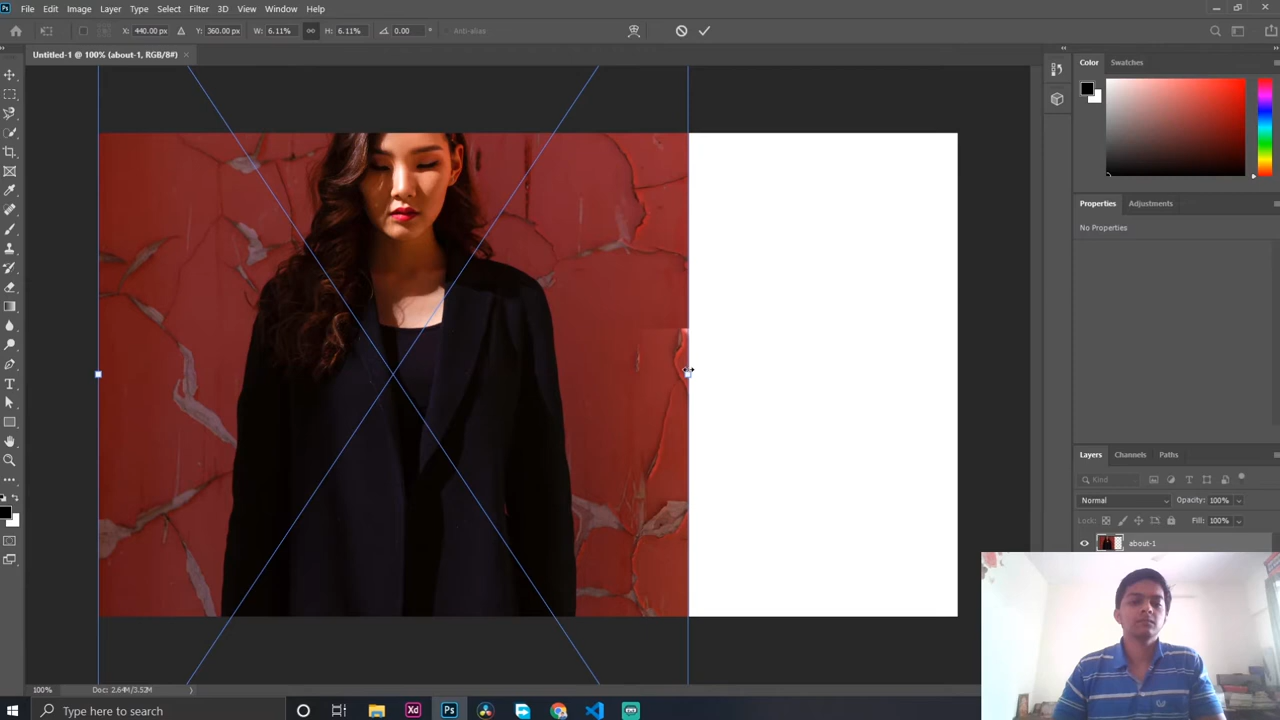 Ps File Edit Image Layer Type Select Filter 3D View Window Help
X: 440.00 px Y: 360.00 px W: 6.11% H: 6.11% 0.00 ° Anti-alias
Untitled-1 @ 100% (about-1, RGB/8#) ×
Color Swatches
Properties Adjustments
No Properties
Layers Channels Paths
Kind
Normal Opacity: 100%
Lock: Fill: 100%
about-1
100% Doc: 2.64M/3.52M
Type here to search Xd Ps